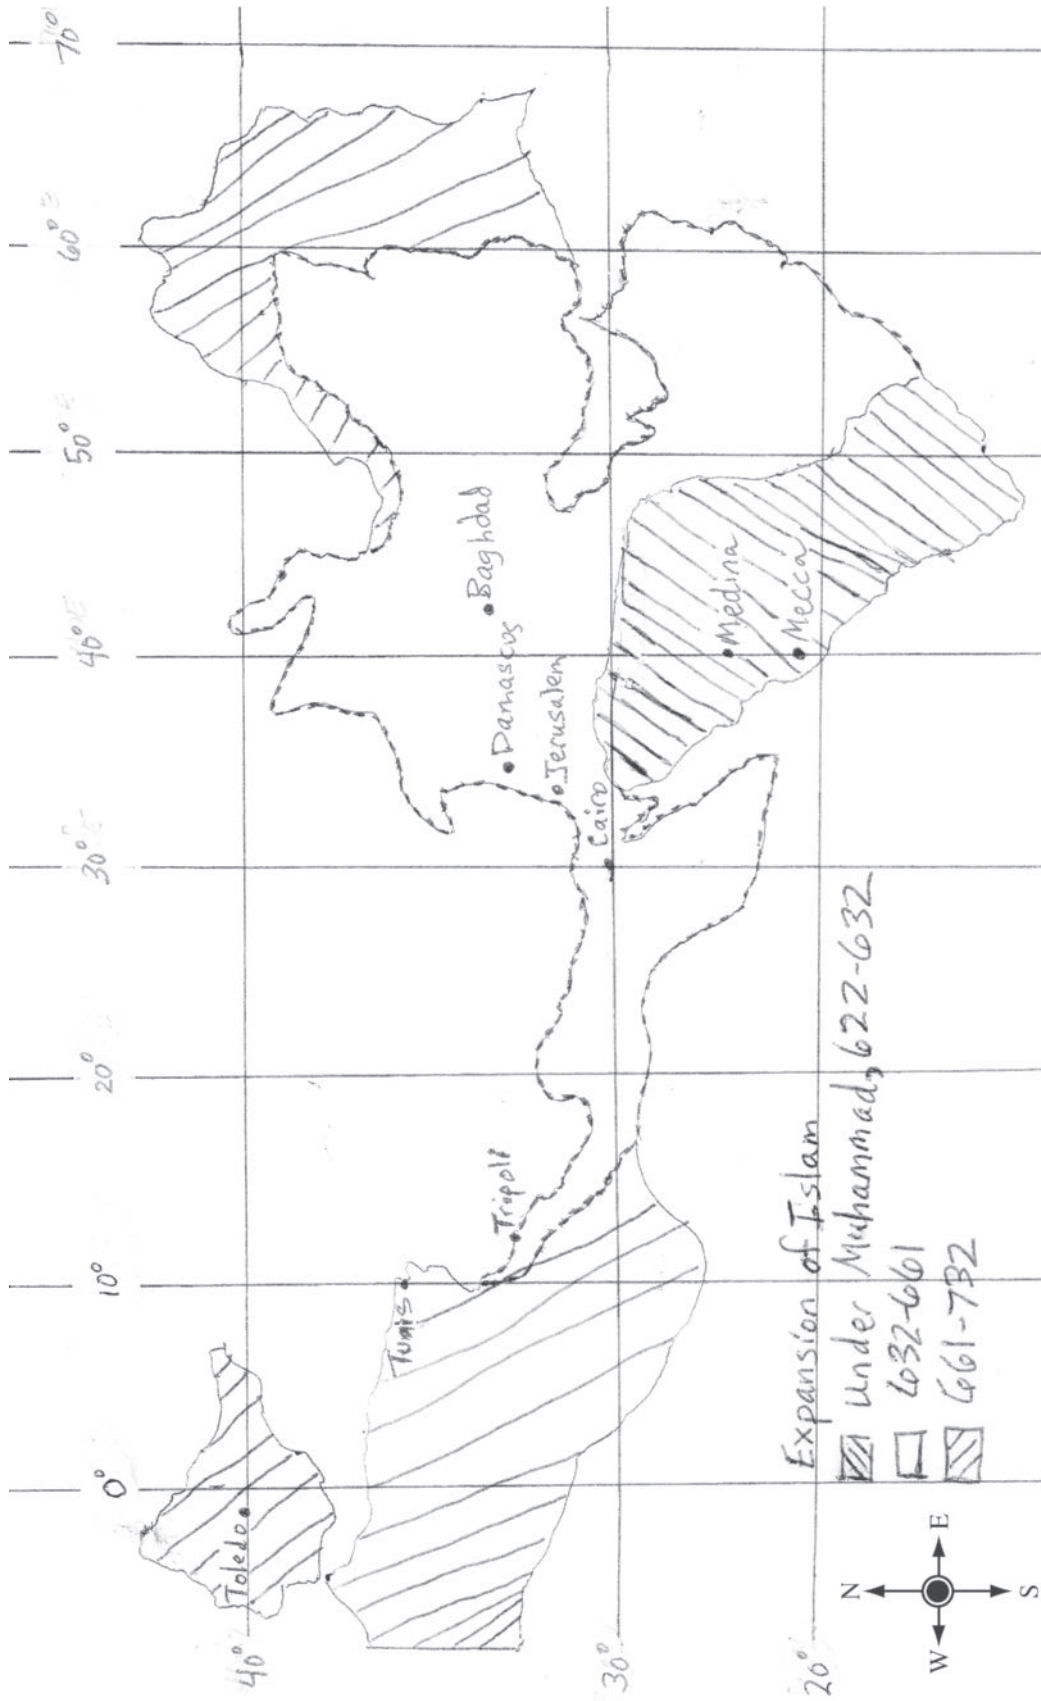 0°
10°
20°
30° E
40° E
50° E
60° E
70°
40°
30°
20°
Toledo
Tunis
Tripoli
Cairo
Jerusalem
Damascus
Baghdad
Medina
Mecca
Expansion of Islam
under Muhammad, 622-632
632-661
661-732
N
W
E
S